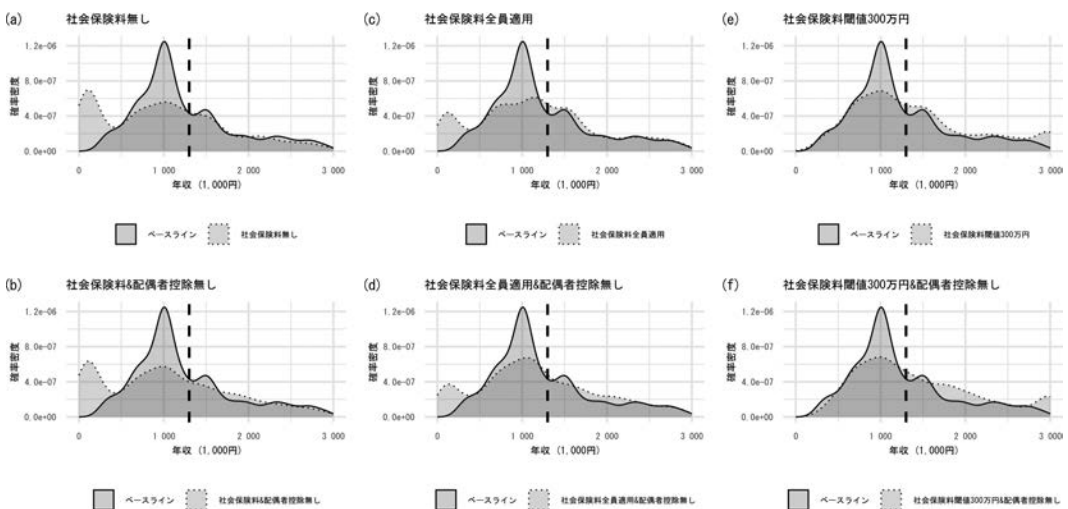 (a) 社会保険料無し
1.2e-06
8.0e-07
4.0e-07
0.0e+00
確率密度
0 1 000 2 000 3 000
年収 (1,000円)
ベースライン 社会保険料無し
(c) 社会保険料全員適用
1.2e-06
8.0e-07
4.0e-07
0.0e+00
確率密度
0 1 000 2 000 3 000
年収 (1,000円)
ベースライン 社会保険料全員適用
(e) 社会保険料閾値300万円
1.2e-06
8.0e-07
4.0e-07
0.0e+00
確率密度
0 1 000 2 000 3 000
年収 (1,000円)
ベースライン 社会保険料閾値300万円
(b) 社会保険料&配偶者控除無し
1.2e-06
8.0e-07
4.0e-07
0.0e+00
確率密度
0 1 000 2 000 3 000
年収 (1,000円)
ベースライン 社会保険料&配偶者控除無し
(d) 社会保険料全員適用&配偶者控除無し
1.2e-06
8.0e-07
4.0e-07
0.0e+00
確率密度
0 1 000 2 000 3 000
年収 (1,000円)
ベースライン 社会保険料全員適用&配偶者控除無し
(f) 社会保険料閾値300万円&配偶者控除無し
1.2e-06
8.0e-07
4.0e-07
0.0e+00
確率密度
0 1 000 2 000 3 000
年収 (1,000円)
ベースライン 社会保険料閾値300万円&配偶者控除無し